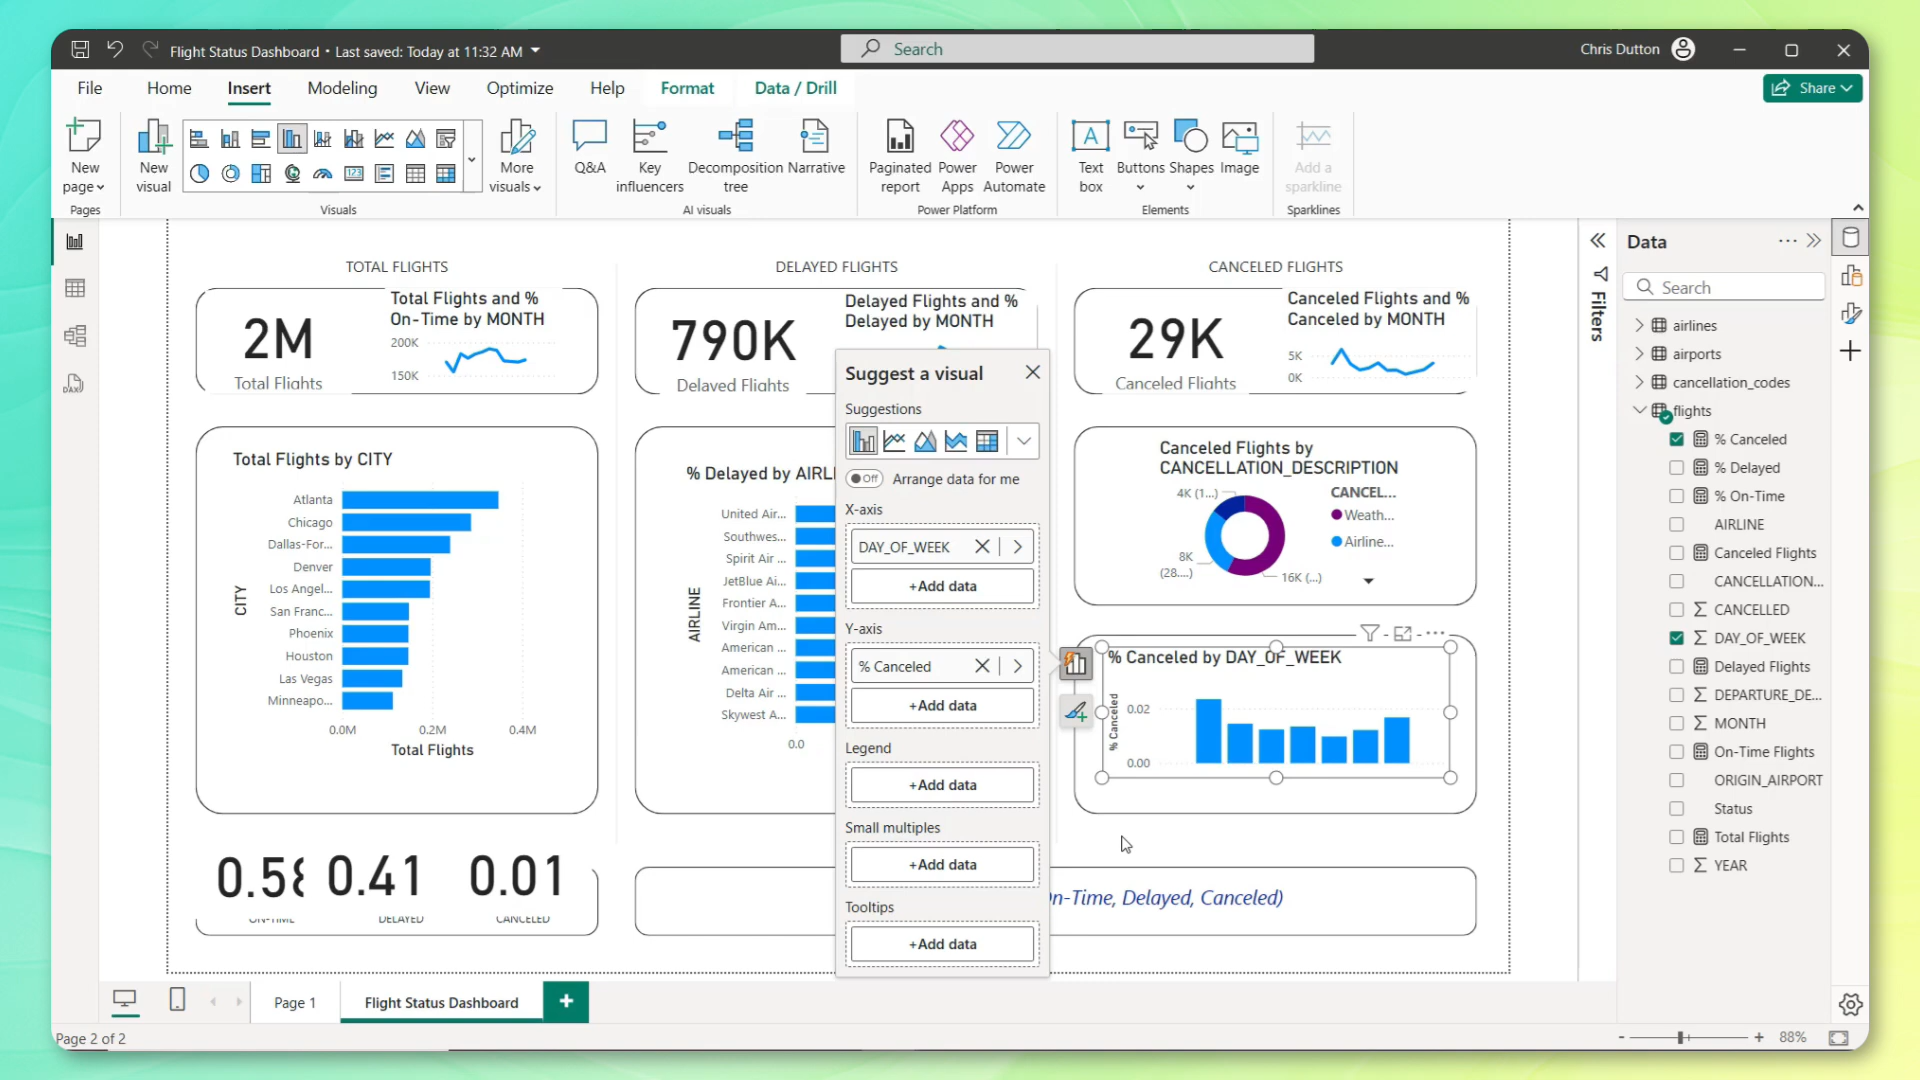 Flight Status Dashboard • Last saved: Today at 11:32 AM
Search
Chris Dutton
File
Home
Insert
Modeling
View
Optimize
Help
Format
Data / Drill
Share
New page
New visual
More visuals
Q&A
Key influencers
Decomposition tree
Narrative
Paginated report
Power Apps
Power Automate
Text box
Buttons
Shapes
Image
Add a sparkline
Pages
Visuals
AI visuals
Power Platform
Elements
Sparklines
TOTAL FLIGHTS
2M
Total Flights
Total Flights and %
On-Time by MONTH
200K
150K
DELAYED FLIGHTS
790K
Delayed Flights
Delayed Flights and %
Delayed by MONTH
CANCELED FLIGHTS
29K
Canceled Flights
Canceled Flights and %
Canceled by MONTH
5K
0K
Total Flights by CITY
CITY
Atlanta
Chicago
Dallas-For...
Denver
Los Angel...
San Franc...
Phoenix
Houston
Las Vegas
Minneapo...
0.0M
0.2M
0.4M
Total Flights
% Delayed by AIRLI
AIRLINE
United Air...
Southwes...
Spirit Air ...
JetBlue Ai...
Frontier A...
Virgin Am...
American ...
American ...
Delta Air ...
Skywest A...
0.0
Suggest a visual
Suggestions
Off
Arrange data for me
X-axis
DAY_OF_WEEK
+Add data
Y-axis
% Canceled
+Add data
Legend
+Add data
Small multiples
+Add data
Tooltips
+Add data
Canceled Flights by
CANCELLATION_DESCRIPTION
4K (1...)
8K
(28....)
16K (...)
CANCEL...
Weath...
Airline...
% Canceled by DAY_OF_WEEK
% Canceled
0.02
0.00
0.58
0.41
0.01
ON-TIME
DELAYED
CANCELED
On-Time, Delayed, Canceled)
Filters
Data
Search
airlines
airports
cancellation_codes
flights
% Canceled
% Delayed
% On-Time
AIRLINE
Canceled Flights
CANCELLATION...
CANCELLED
DAY_OF_WEEK
Delayed Flights
DEPARTURE_DE...
MONTH
On-Time Flights
ORIGIN_AIRPORT
Status
Total Flights
YEAR
Page 1
Flight Status Dashboard
Page 2 of 2
88%
DAX
123